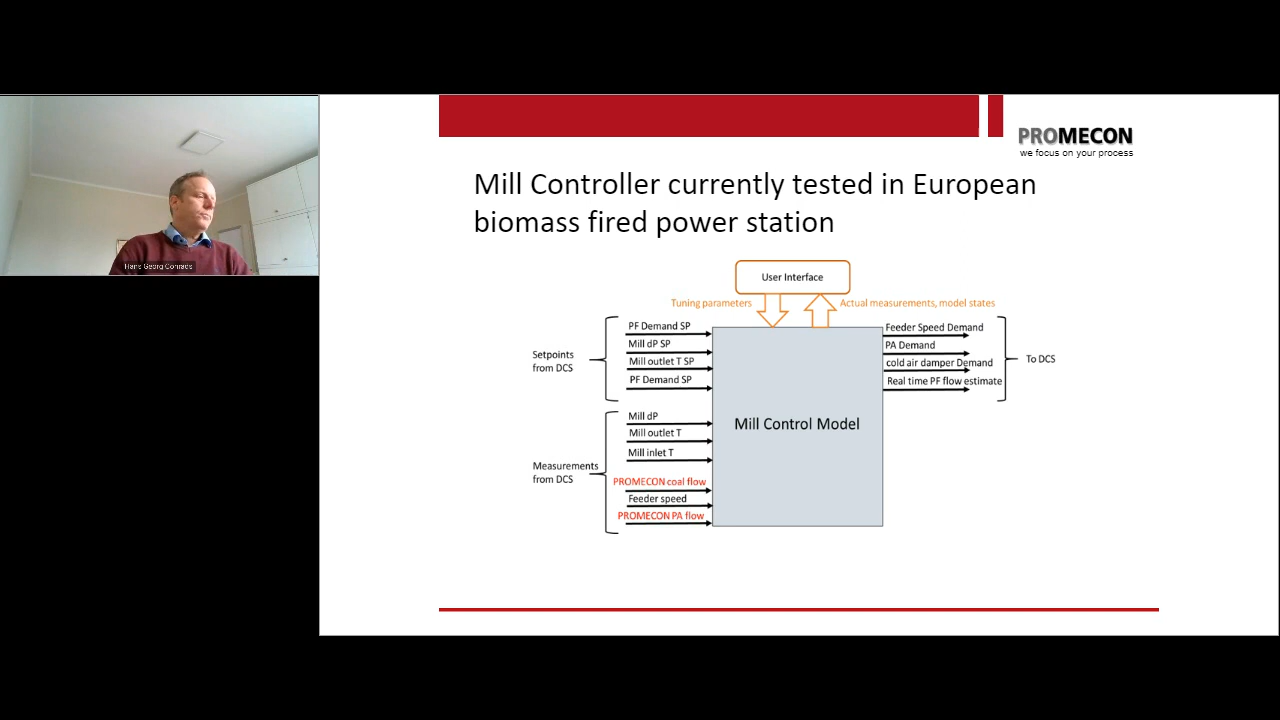 PROMECON
we focus on your process
Mill Controller currently tested in European
biomass fired power station
Hans Georg Conrads
User Interface
Tuning parameters
Actual measurements, model states
Setpoints
from DCS
PF Demand SP
Mill dP SP
Mill outlet T SP
PF Demand SP
Measurements
from DCS
Mill dP
Mill outlet T
Mill inlet T
PROMECON coal flow
Feeder speed
PROMECON PA flow
Mill Control Model
Feeder Speed Demand
PA Demand
cold air damper Demand
Real time PF flow estimate
To DCS